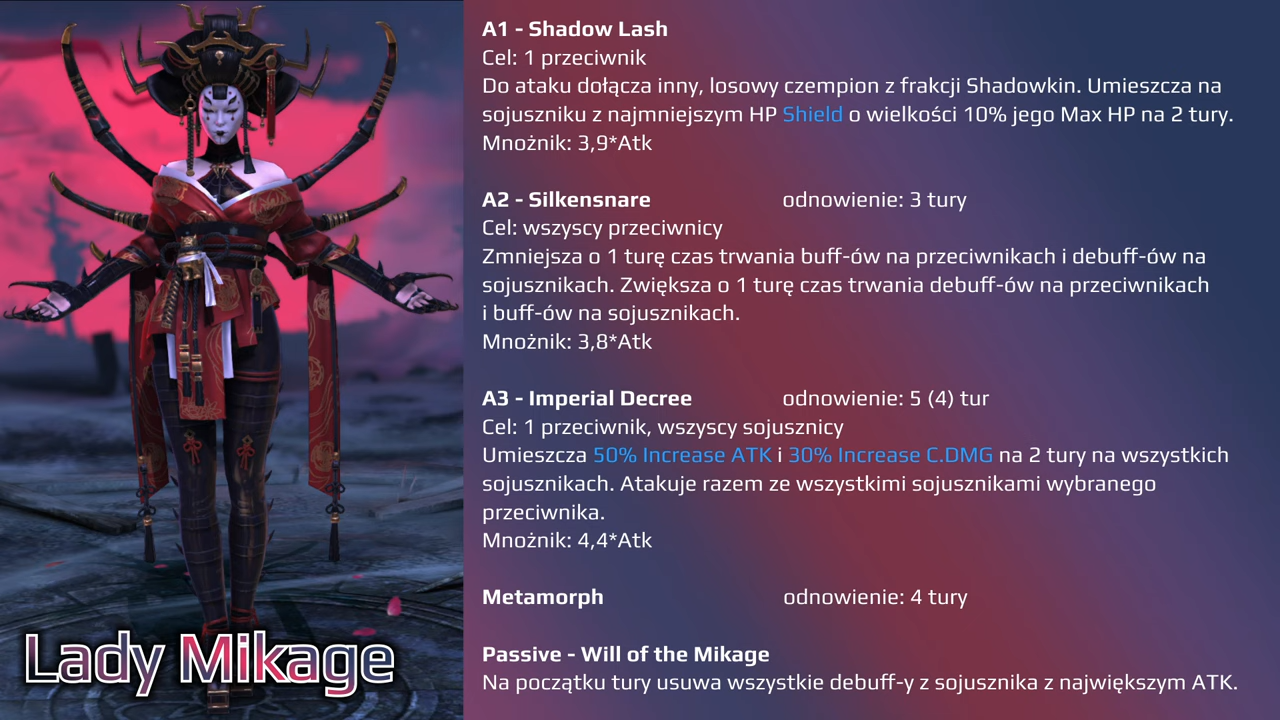 A1 - Shadow Lash
Cel: 1 przeciwnik
Do ataku dołącza inny, losowy czempion z frakcji Shadowkin. Umieszcza na
sojuszniku z najmniejszym HP Shield o wielkości 10% jego Max HP na 2 tury.
Mnożnik: 3,9*Atk
A2 - Silkensnare odnowienie: 3 tury
Cel: wszyscy przeciwnicy
Zmniejsza o 1 turę czas trwania buff-ów na przeciwnikach i debuff-ów na
sojusznikach. Zwiększa o 1 turę czas trwania debuff-ów na przeciwnikach
i buff-ów na sojusznikach.
Mnożnik: 3,8*Atk
A3 - Imperial Decree odnowienie: 5 (4) tur
Cel: 1 przeciwnik, wszyscy sojusznicy
Umieszcza 50% Increase ATK i 30% Increase C.DMG na 2 tury na wszystkich
sojusznikach. Atakuje razem ze wszystkimi sojusznikami wybranego
przeciwnika.
Mnożnik: 4,4*Atk
Metamorph odnowienie: 4 tury
Passive - Will of the Mikage
Na początku tury usuwa wszystkie debuff-y z sojusznika z największym ATK.
Lady Mikage